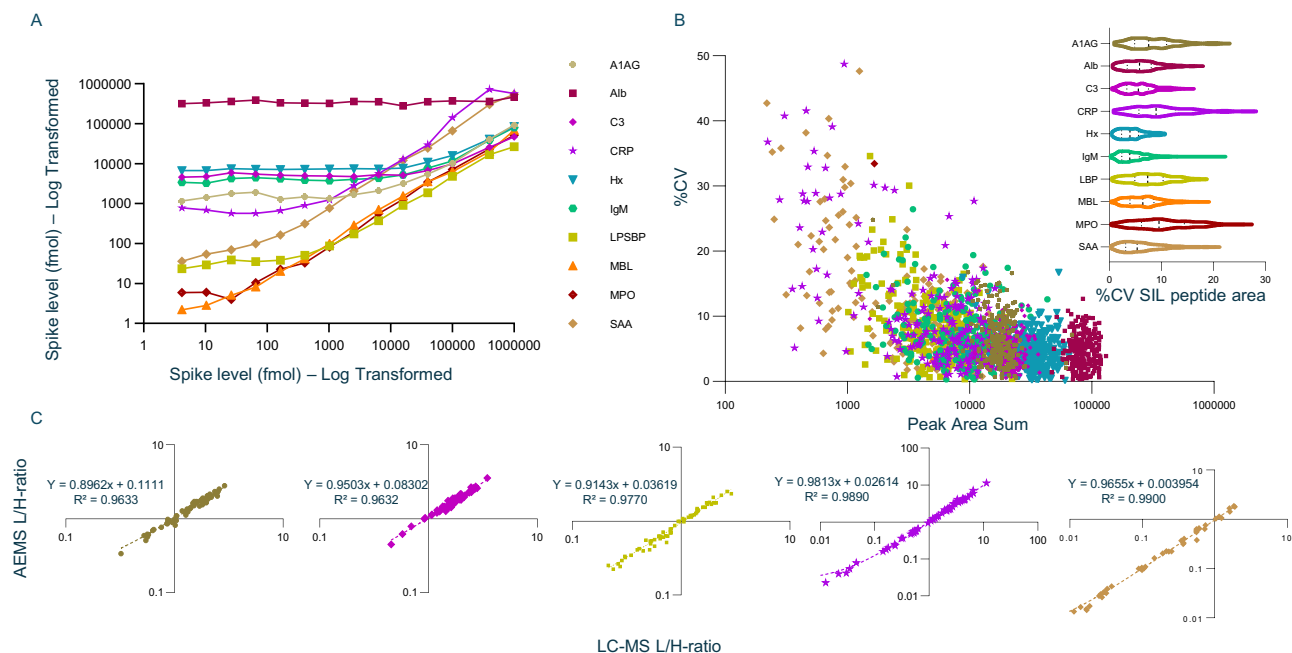 A
Spike level (fmol) – Log Transformed
1000000
100000
10000
1000
100
10
1
1
10
100
1000
10000
100000
1000000
Spike level (fmol) – Log Transformed
A1AG
Alb
C3
CRP
Hx
IgM
LPSBP
MBL
MPO
SAA
B
%CV
50
40
30
20
10
0
100
1000
10000
100000
1000000
Peak Area Sum
A1AG
Alb
C3
CRP
Hx
IgM
LBP
MBL
MPO
SAA
0
10
20
30
%CV SIL peptide area
C
AEMS L/H-ratio
10
Y = 0.8962x + 0.1111
R² = 0.9633
0.1
10
0.1
10
Y = 0.9503x + 0.08302
R² = 0.9632
0.1
10
0.1
10
Y = 0.9143x + 0.03619
R² = 0.9770
0.1
10
0.1
100
Y = 0.9813x + 0.02614
R² = 0.9890
10
0.01
0.1
10
100
0.1
0.01
10
Y = 0.9655x + 0.003954
R² = 0.9900
0.01
0.1
10
0.1
0.01
LC-MS L/H-ratio